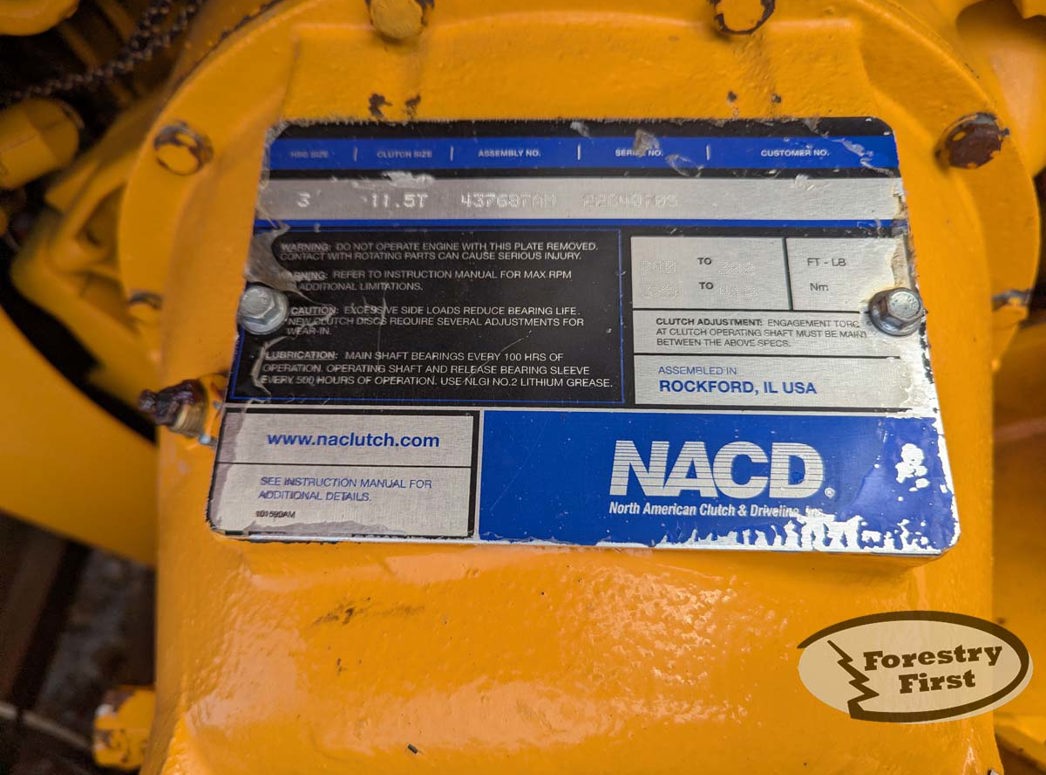 HSG SIZE CLUTCH SIZE ASSEMBLY NO. SERIAL NO. CUSTOMER NO.
3 11.5T
WARNING: DO NOT OPERATE ENGINE WITH THIS PLATE REMOVED.
CONTACT WITH ROTATING PARTS CAN CAUSE SERIOUS INJURY.
WARNING: REFER TO INSTRUCTION MANUAL FOR MAX RPM
ADDITIONAL LIMITATIONS.
CAUTION: EXCESSIVE SIDE LOADS REDUCE BEARING LIFE.
NEW CLUTCH DISCS REQUIRE SEVERAL ADJUSTMENTS FOR
WEAR-IN.
LUBRICATION: MAIN SHAFT BEARINGS EVERY 100 HRS OF
OPERATION. OPERATING SHAFT AND RELEASE BEARING SLEEVE
EVERY 500 HOURS OF OPERATION. USE NLGI NO.2 LITHIUM GREASE.
TO FT - LB
TO Nm
CLUTCH ADJUSTMENT: ENGAGEMENT TORQ
AT CLUTCH OPERATING SHAFT MUST BE MAINT
BETWEEN THE ABOVE SPECS.
ASSEMBLED IN
ROCKFORD, IL USA
www.naclutch.com
SEE INSTRUCTION MANUAL FOR
ADDITIONAL DETAILS.
NACD®
North American Clutch & Driveline, Inc.
Forestry
First